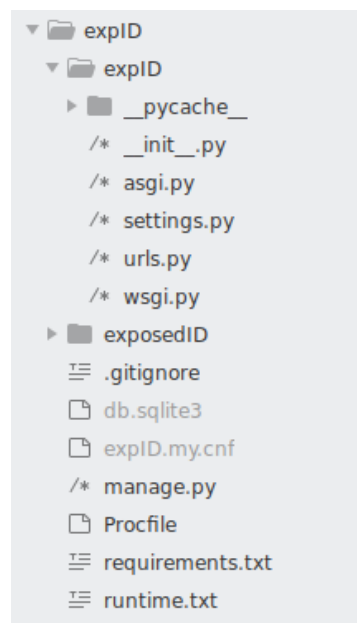 expID
expID
__pycache__
/* __init__.py
/* asgi.py
/* settings.py
/* urls.py
/* wsgi.py
exposedID
.gitignore
db.sqlite3
expID.my.cnf
/* manage.py
Procfile
requirements.txt
runtime.txt